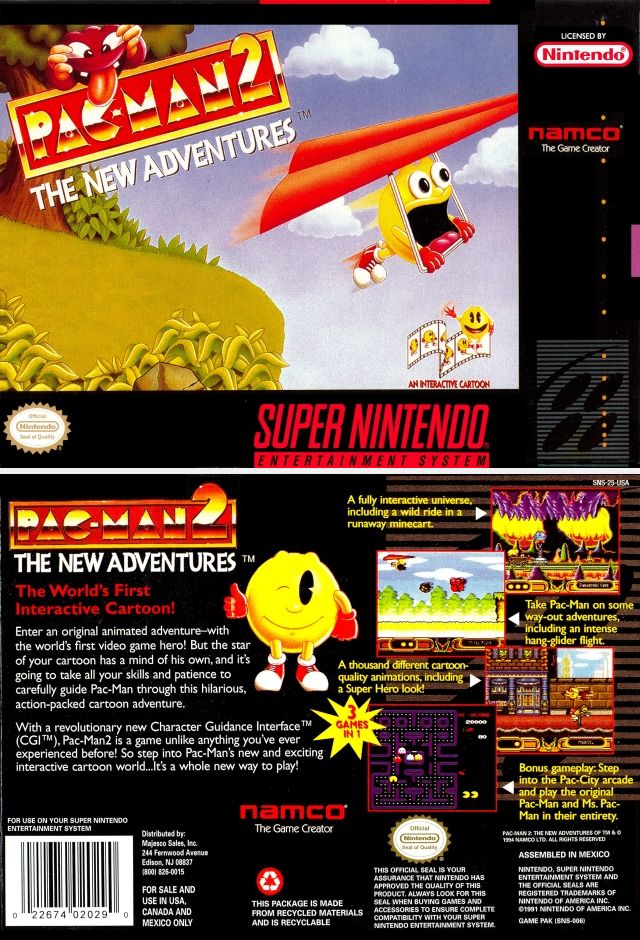 PAC-MAN 2™
THE NEW ADVENTURES
LICENSED BY
Nintendo®
namco®
The Game Creator
AN INTERACTIVE CARTOON
Official
Nintendo
Seal of Quality
SUPER NINTENDO®
ENTERTAINMENT SYSTEM
SNS-25-USA
PAC-MAN 2
THE NEW ADVENTURES™
The World's First
Interactive Cartoon!
Enter an original animated adventure–with
the world's first video game hero! But the star
of your cartoon has a mind of his own, and it's
going to take all your skills and patience to
carefully guide Pac-Man through this hilarious,
action-packed cartoon adventure.
With a revolutionary new Character Guidance Interface™
(CGI™), Pac-Man2 is a game unlike anything you've ever
experienced before! So step into Pac-Man's new and exciting
interactive cartoon world...It's a whole new way to play!
A fully interactive universe,
including a wild ride in a
runaway minecart.
Take Pac-Man on some
way-out adventures,
including an intense
hang-glider flight.
A thousand different cartoon-
quality animations, including
a Super Hero look!
3
GAMES
IN 1
20000
80
Bonus gameplay: Step
into the Pac-City arcade
and play the original
Pac-Man and Ms. Pac-
Man in their entirety.
namco®
The Game Creator
FOR USE ON YOUR SUPER NINTENDO
ENTERTAINMENT SYSTEM
0 22674 02029 0
Distributed by:
Majesco Sales, Inc.
244 Fernwood Avenue
Edison, NJ 08837
(800) 826-0015
FOR SALE AND
USE IN USA,
CANADA AND
MEXICO ONLY
THIS PACKAGE IS MADE
FROM RECYCLED MATERIALS
AND IS RECYCLABLE
Official
Nintendo
Seal of Quality
THIS OFFICIAL SEAL IS YOUR
ASSURANCE THAT NINTENDO HAS
APPROVED THE QUALITY OF THIS
PRODUCT. ALWAYS LOOK FOR THIS
SEAL WHEN BUYING GAMES AND
ACCESSORIES TO ENSURE COMPLETE
COMPATIBILITY WITH YOUR SUPER
NINTENDO ENTERTAINMENT SYSTEM.
PAC-MAN 2: THE NEW ADVENTURES OF TM & ©
1994 NAMCO LTD. ALL RIGHTS RESERVED
ASSEMBLED IN MEXICO
NINTENDO, SUPER NINTENDO
ENTERTAINMENT SYSTEM AND
THE OFFICIAL SEALS ARE
REGISTERED TRADEMARKS OF
NINTENDO OF AMERICA INC.
©1991 NINTENDO OF AMERICA INC.
GAME PAK (SNS-006)